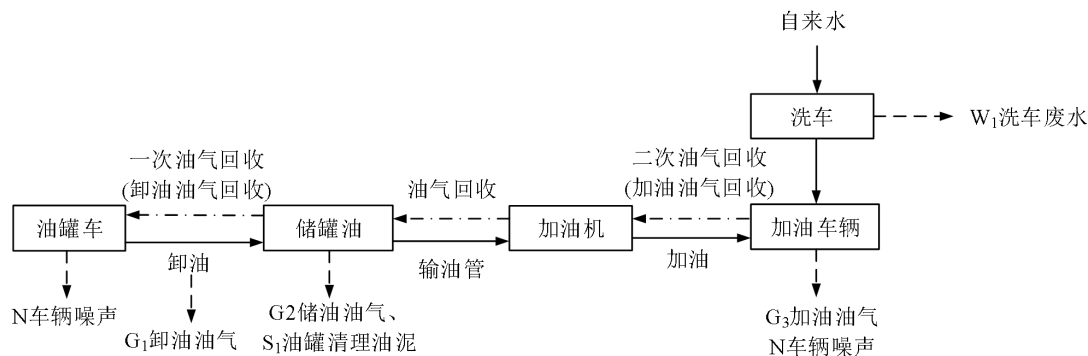 自来水
洗车
W₁洗车废水
一次油气回收
(卸油油气回收)
油气回收
二次油气回收
(加油油气回收)
油罐车
储罐油
加油机
加油车辆
卸油
输油管
加油
N车辆噪声
G₁卸油油气
G2储油油气、
S₁油罐清理油泥
G₃加油油气
N车辆噪声